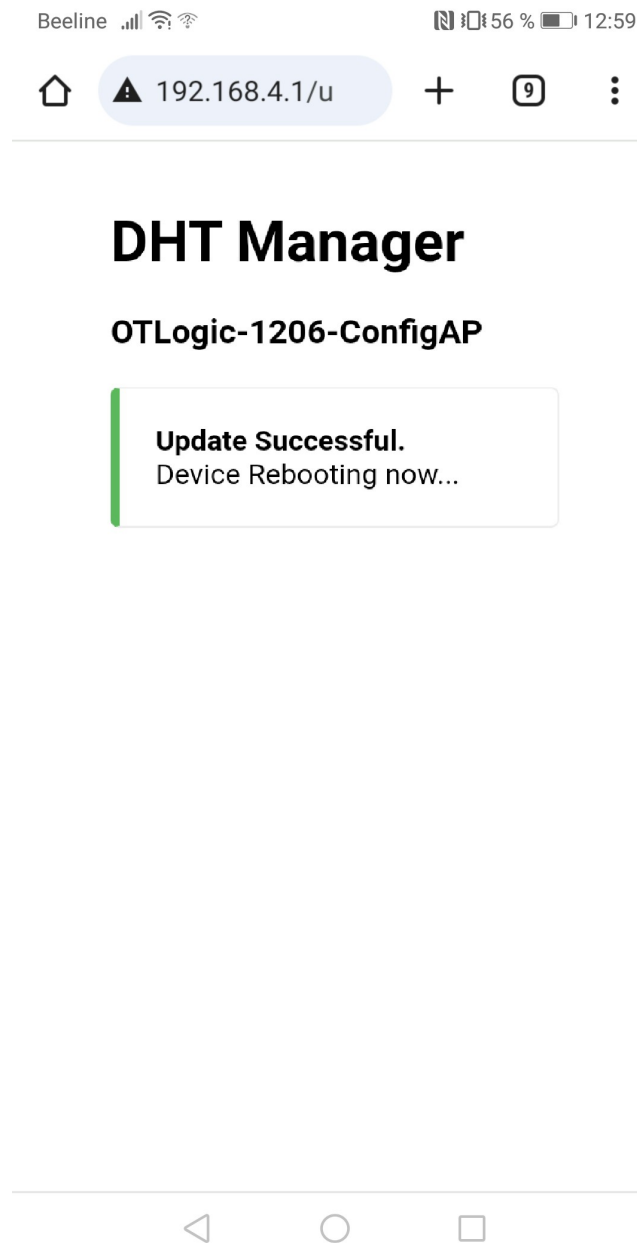 Beeline 56 % 12:59
192.168.4.1/u 9
DHT Manager
OTLogic-1206-ConfigAP
Update Successful.
Device Rebooting now...